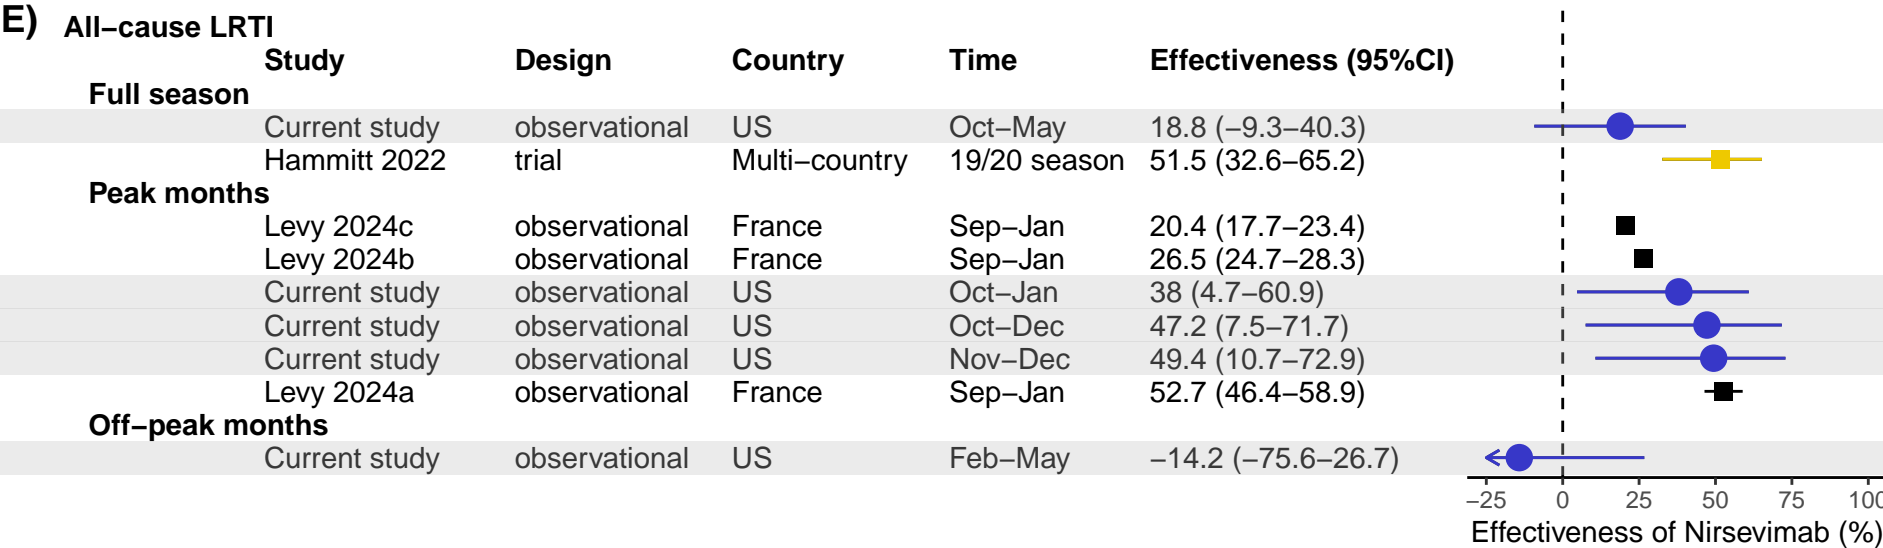 E) All−cause LRTI
Study Design Country Time Effectiveness (95%CI)
Full season
Current study observational US Oct−May 18.8 (−9.3−40.3)
Hammitt 2022 trial Multi−country 19/20 season 51.5 (32.6−65.2)
Peak months
Levy 2024c observational France Sep−Jan 20.4 (17.7−23.4)
Levy 2024b observational France Sep−Jan 26.5 (24.7−28.3)
Current study observational US Oct−Jan 38 (4.7−60.9)
Current study observational US Oct−Dec 47.2 (7.5−71.7)
Current study observational US Nov−Dec 49.4 (10.7−72.9)
Levy 2024a observational France Sep−Jan 52.7 (46.4−58.9)
Off−peak months
Current study observational US Feb−May −14.2 (−75.6−26.7)
−25 0 25 50 75 100
Effectiveness of Nirsevimab (%)